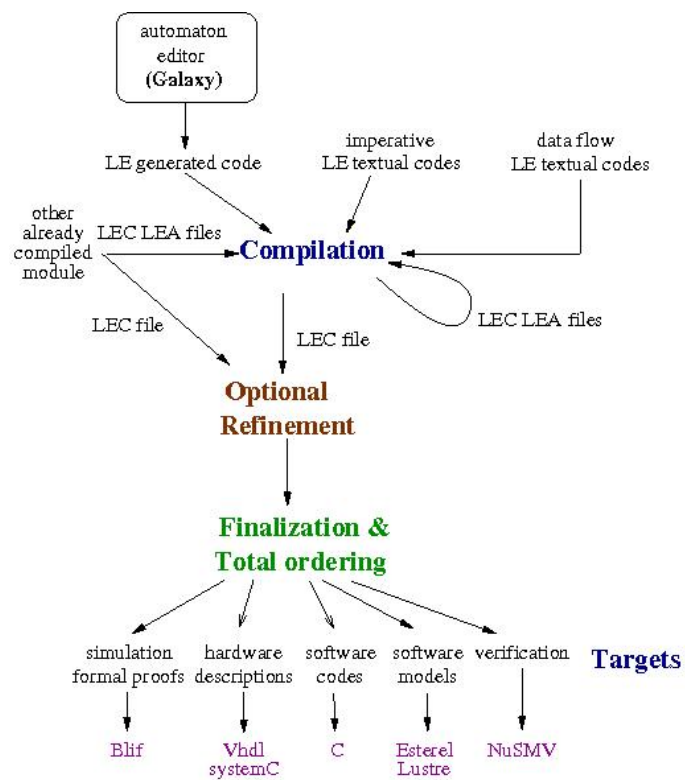 automaton
editor
(Galaxy)
LE generated code
imperative
LE textual codes
data flow
LE textual codes
other
already
compiled
module
LEC LEA files
Compilation
LEC LEA files
LEC file
LEC file
Optional
Refinement
Finalization &
Total ordering
simulation
formal proofs
hardware
descriptions
software
codes
software
models
verification
Targets
Blif
Vhdl
systemC
C
Esterel
Lustre
NuSMV